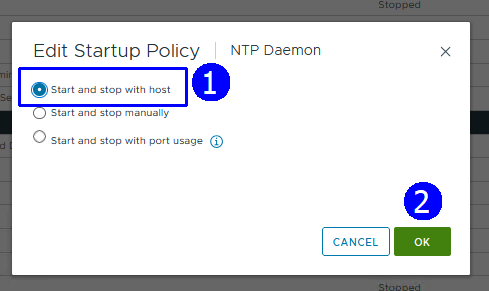 Stopped
Edit Startup Policy | NTP Daemon
Start and stop with host
1
Start and stop manually
Start and stop with port usage
2
CANCEL
OK
Stopped